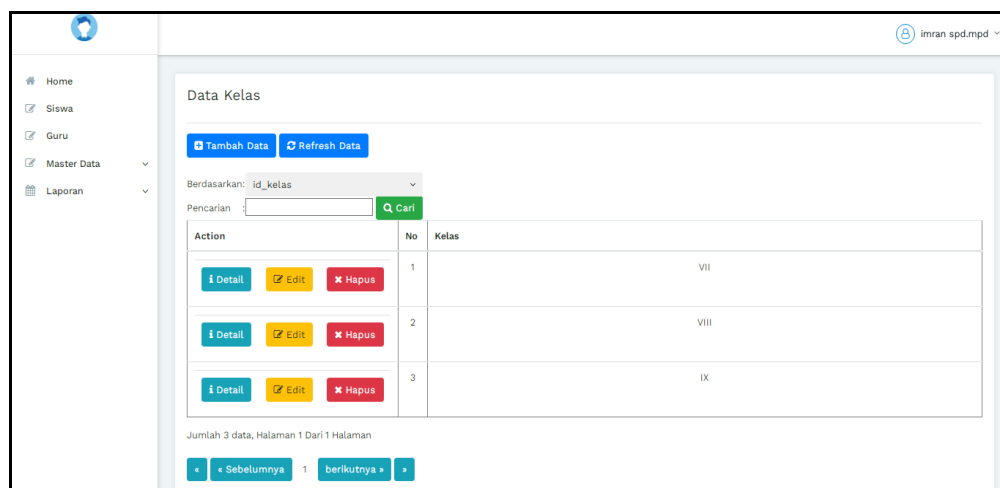 imran spd.mpd
Home
Siswa
Guru
Master Data
Laporan
Data Kelas
Tambah Data Refresh Data
Berdasarkan: id_kelas
Pencarian : Cari
Action No Kelas
Detail Edit Hapus 1 VII
Detail Edit Hapus 2 VIII
Detail Edit Hapus 3 IX
Jumlah 3 data, Halaman 1 Dari 1 Halaman
« « Sebelumnya 1 berikutnya » »